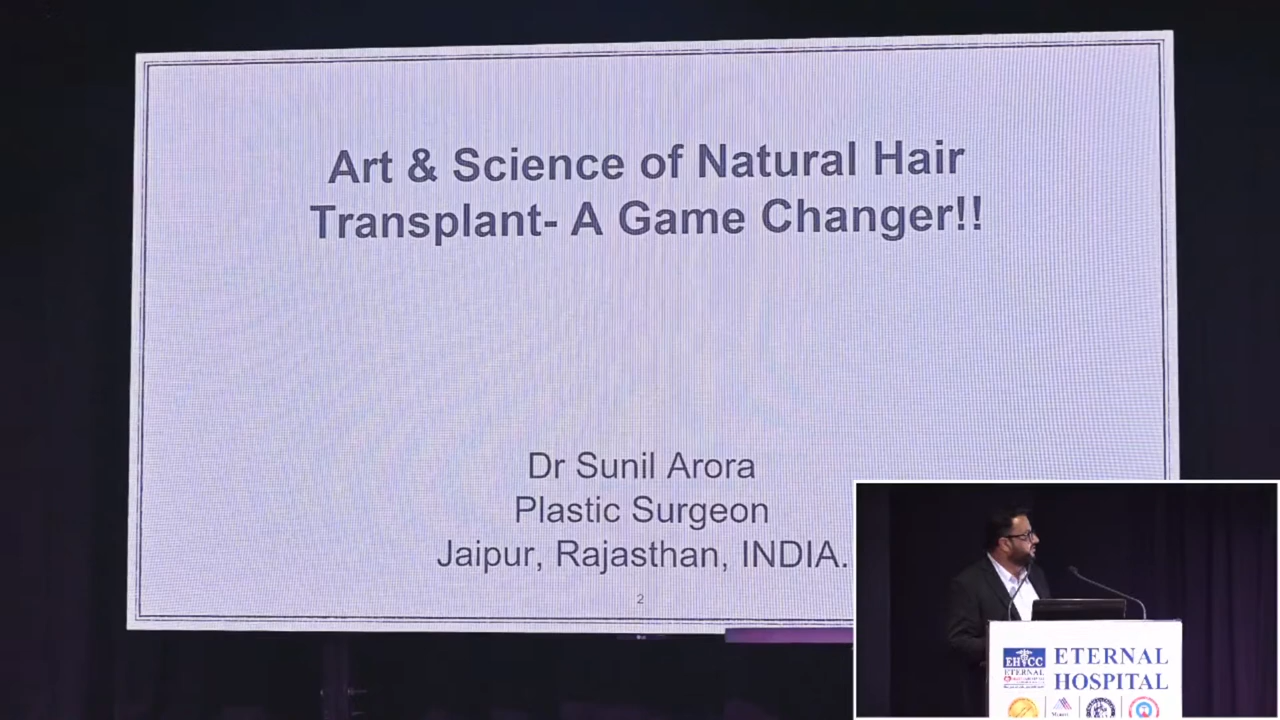 Art & Science of Natural Hair
Transplant- A Game Changer!!
Dr Sunil Arora
Plastic Surgeon
Jaipur, Rajasthan, INDIA.
2
EHCC
ETERNAL
ETERNAL
HOSPITAL